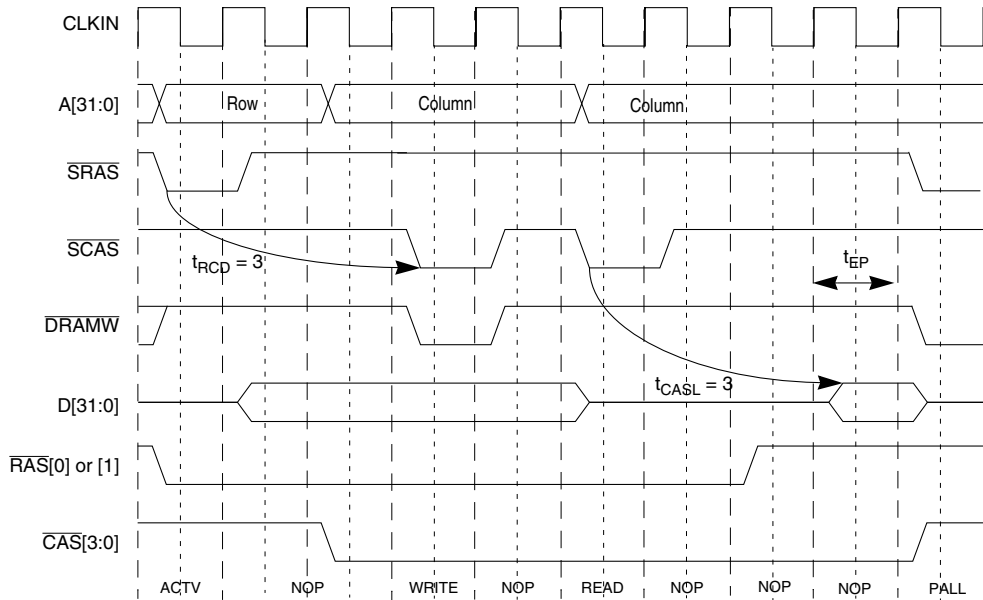 CLKIN
A[31:0] Row Column Column
SRAS
SCAS
tRCD = 3
tEP
DRAMW
tCASL = 3
D[31:0]
RAS[0] or [1]
CAS[3:0]
ACTV NOP WRITE NOP READ NOP NOP NOP PALL